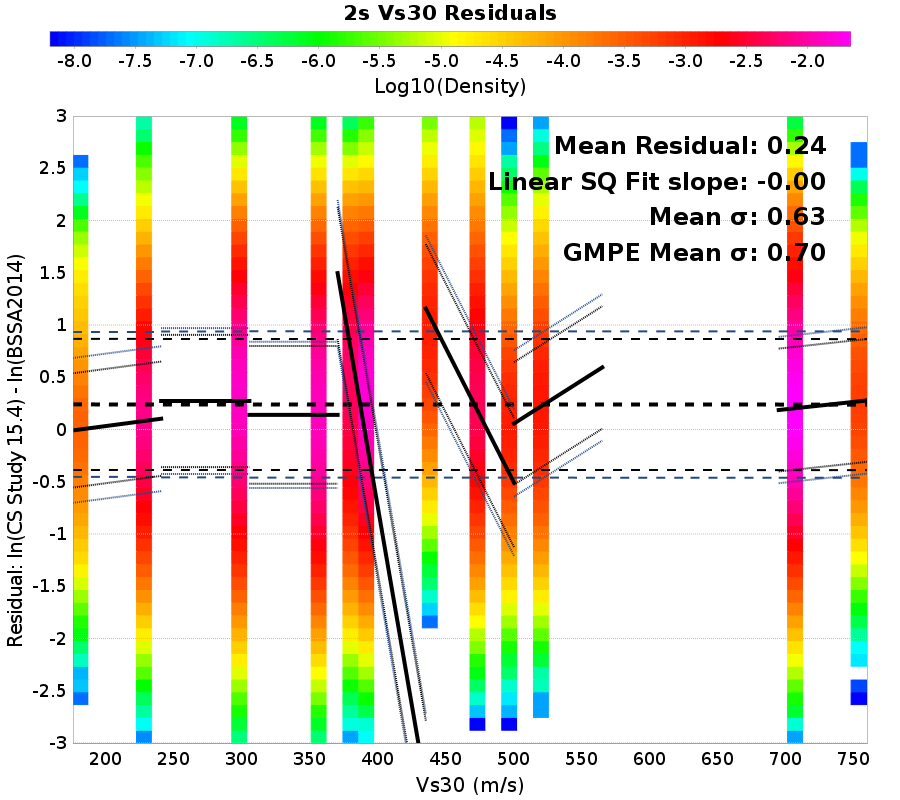 2s Vs30 Residuals
-8.0 -7.5 -7.0 -6.5 -6.0 -5.5 -5.0 -4.5 -4.0 -3.5 -3.0 -2.5 -2.0
Log10(Density)
Mean Residual: 0.24
Linear SQ Fit slope: -0.00
Mean σ: 0.63
GMPE Mean σ: 0.70
Residual: ln(CS Study 15.4) - ln(BSSA2014)
3
2.5
2
1.5
1
0.5
0
-0.5
-1
-1.5
-2
-2.5
-3
200 250 300 350 400 450 500 550 600 650 700 750
Vs30 (m/s)